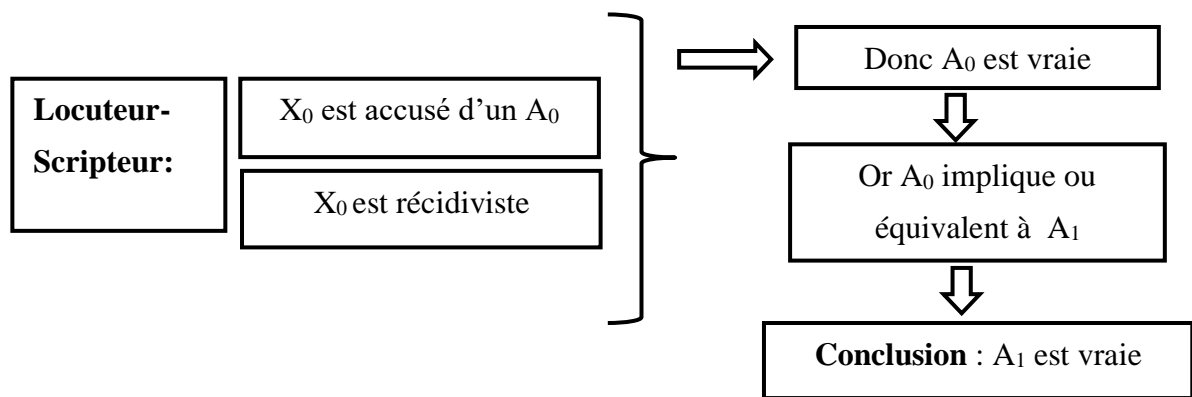 Locuteur-
Scripteur:
X₀ est accusé d’un A₀
X₀ est récidiviste
Donc A₀ est vraie
Or A₀ implique ou
équivalent à A₁
Conclusion : A₁ est vraie